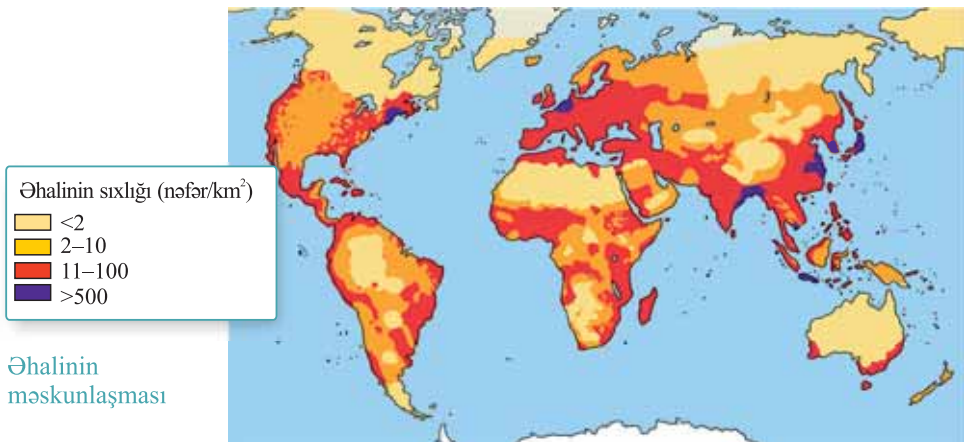 Əhalinin sıxlığı (nəfər/km²)
<2
2–10
11–100
>500
Əhalinin
məskunlaşması